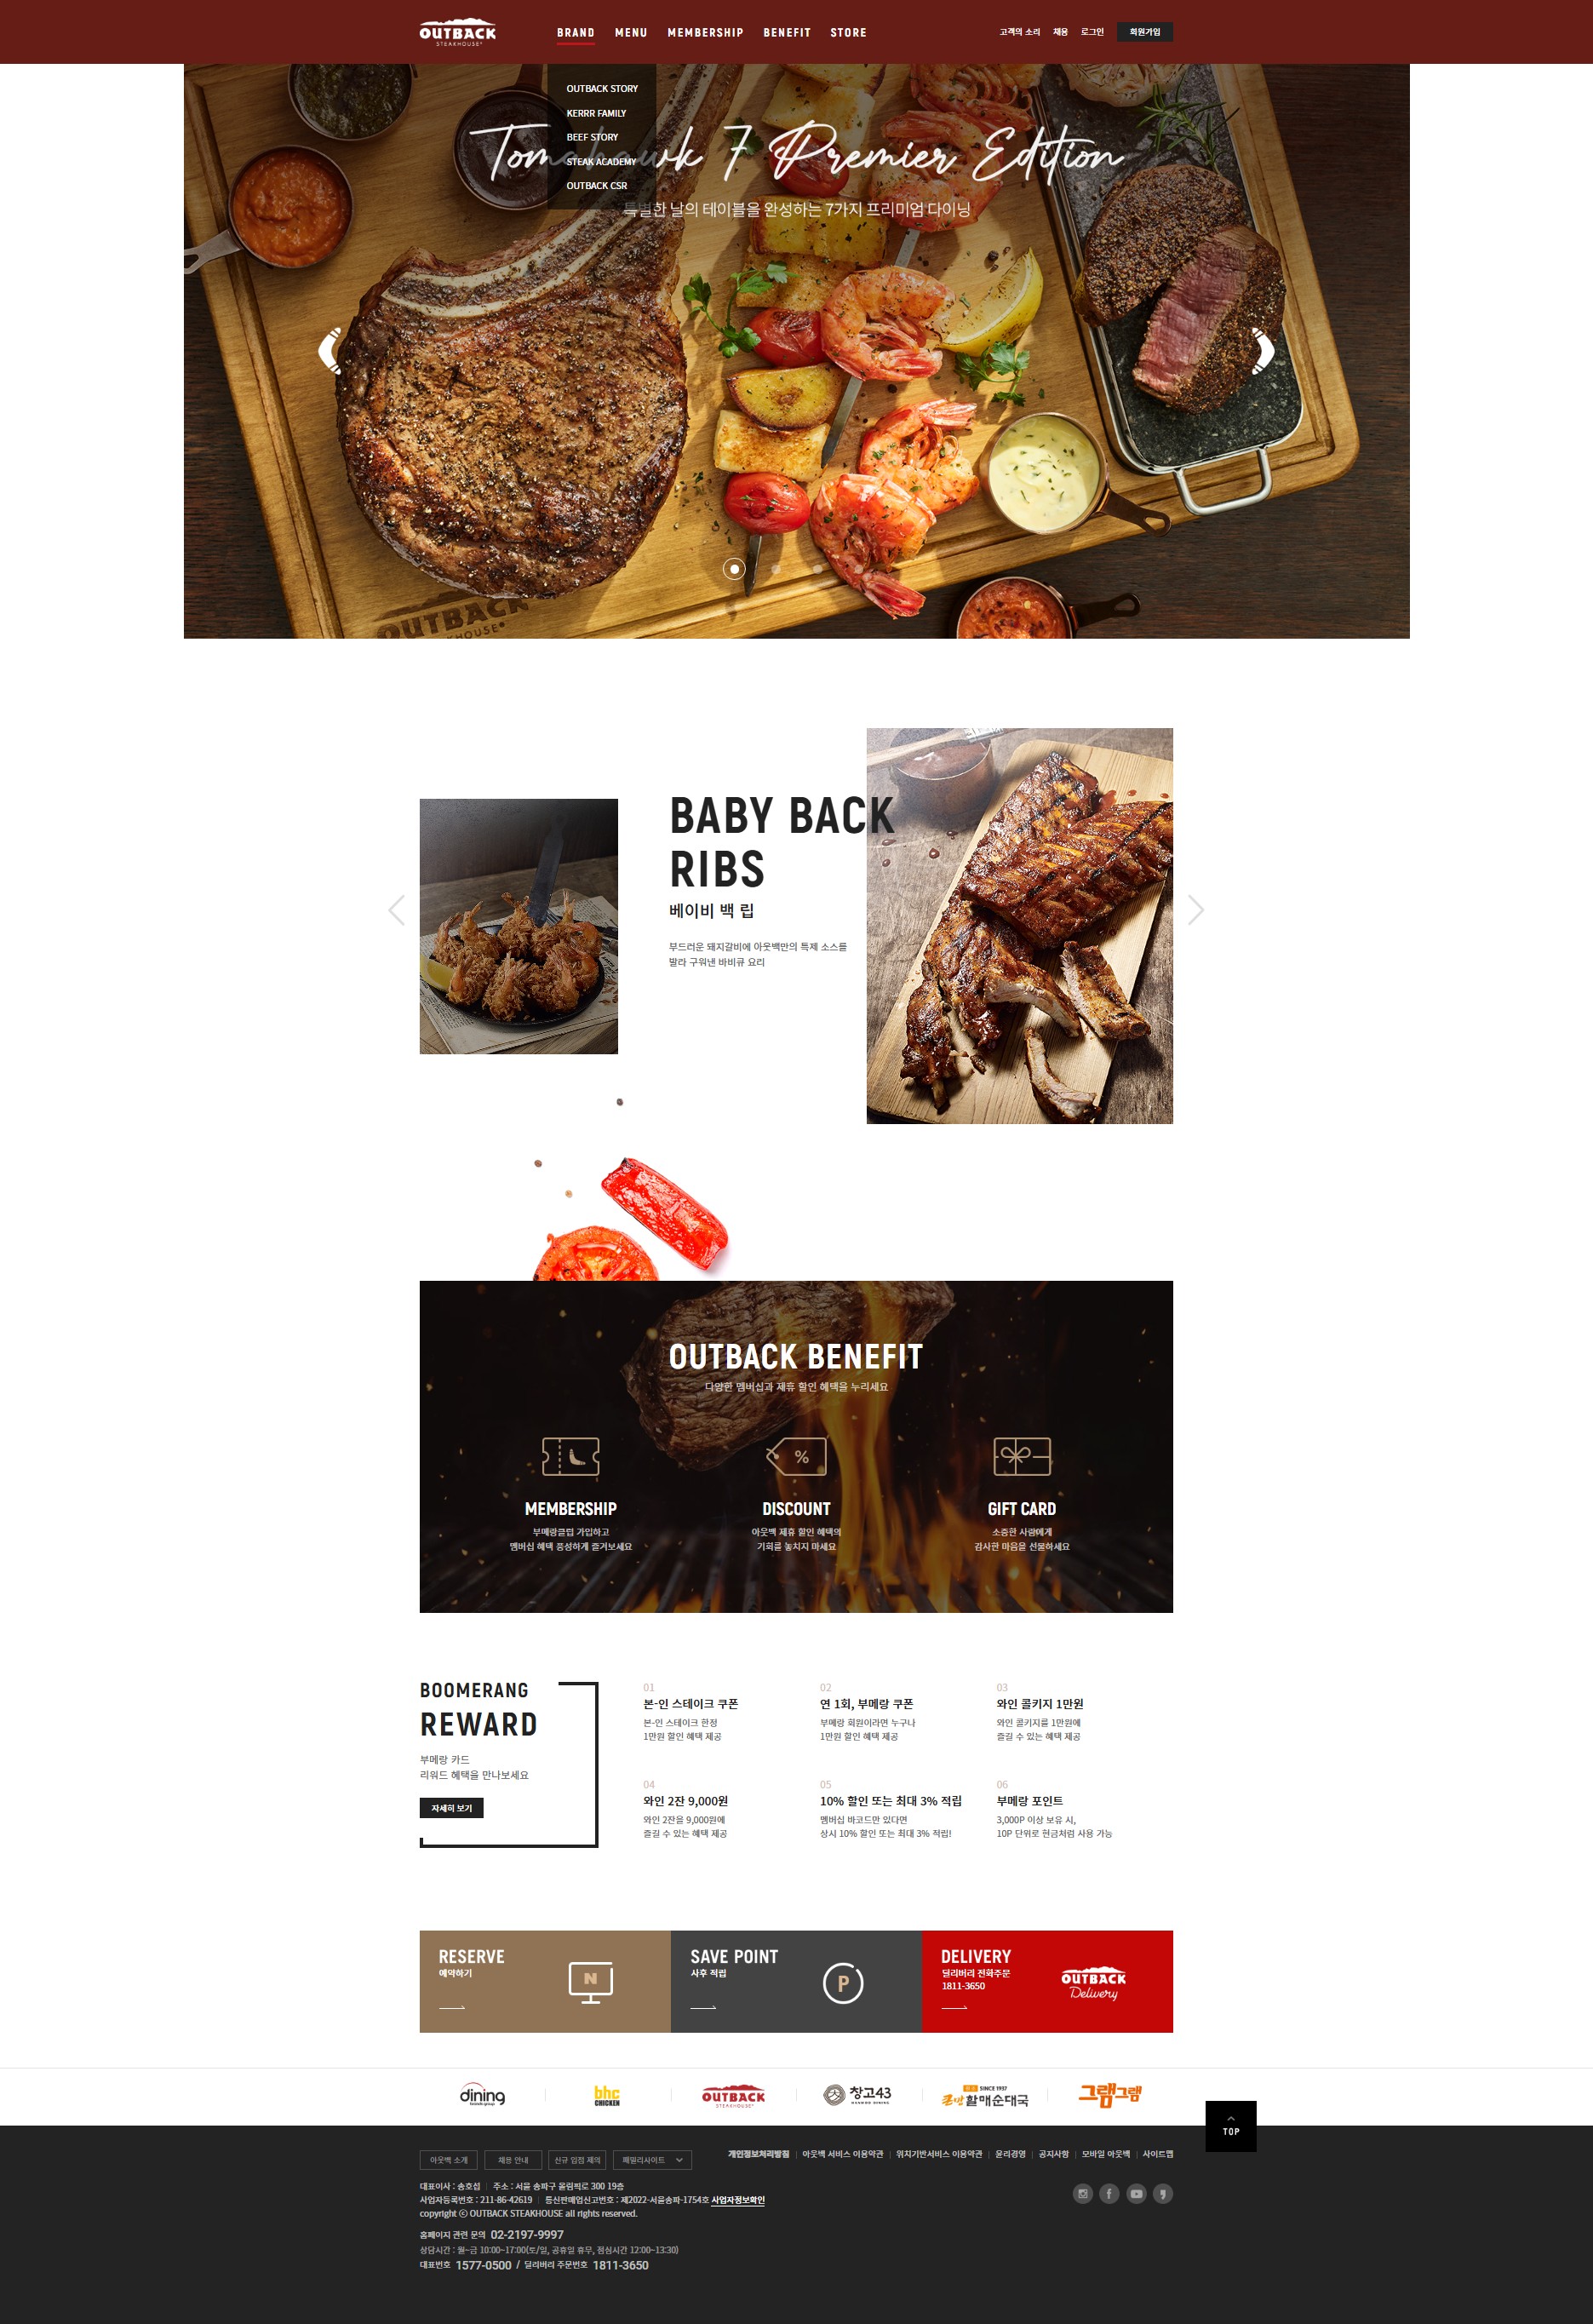 OUTBACK
STEAKHOUSE
BRAND
MENU
MEMBERSHIP
BENEFIT
STORE
고객의 소리
채용
로그인
회원가입
OUTBACK STORY
KERRR FAMILY
BEEF STORY
STEAK ACADEMY
OUTBACK CSR
Tomahawk 7 Premier Edition
특별한 날의 테이블을 완성하는 7가지 프리미엄 다이닝
OUTBACK
BABY BACK
RIBS
베이비 백 립
부드러운 돼지갈비에 아웃백만의 특제 소스를
발라 구워낸 바비큐 요리
OUTBACK BENEFIT
다양한 멤버십과 제휴 할인 혜택을 누리세요
%
MEMBERSHIP
부메랑클럽 가입하고
멤버십 혜택 풍성하게 즐겨보세요
DISCOUNT
아웃백 제휴 할인 혜택의
기회를 놓치지 마세요
GIFT CARD
소중한 사람에게
감사한 마음을 선물하세요
BOOMERANG
REWARD
부메랑 카드
리워드 혜택을 만나보세요
자세히 보기
01
본-인 스테이크 쿠폰
본-인 스테이크 한정
1만원 할인 혜택 제공
02
연 1회, 부메랑 쿠폰
부메랑 회원이라면 누구나
1만원 할인 혜택 제공
03
와인 콜키지 1만원
와인 콜키지를 1만원에
즐길 수 있는 혜택 제공
04
와인 2잔 9,000원
와인 2잔을 9,000원에
즐길 수 있는 혜택 제공
05
10% 할인 또는 최대 3% 적립
멤버십 바코드만 있다면
상시 10% 할인 또는 최대 3% 적립!
06
부메랑 포인트
3,000P 이상 보유 시,
10P 단위로 현금처럼 사용 가능
RESERVE
예약하기
N
SAVE POINT
사후 적립
P
DELIVERY
딜리버리 전화주문
1811-3650
OUTBACK
Delivery
dining
brands group
bhc
CHICKEN
OUTBACK
STEAKHOUSE
창고43
SINCE 1957
큰맘할매순대국
그램그램
TOP
아웃백 소개
채용 안내
신규 입점 제의
패밀리사이트
개인정보처리방침
아웃백 서비스 이용약관
위치기반서비스 이용약관
윤리경영
공지사항
모바일 아웃백
사이트맵
대표이사 : 송호섭 | 주소 : 서울 송파구 올림픽로 300 19층
사업자등록번호 : 211-86-42619 | 통신판매업신고번호 : 제2022-서울송파-1754호 사업자정보확인
copyright ⓒ OUTBACK STEAKHOUSE all rights reserved.
홈페이지 관련 문의 02-2197-9997
상담시간 : 월~금 10:00~17:00(토/일, 공휴일 휴무, 점심시간 12:00~13:30)
대표번호 1577-0500 / 딜리버리 주문번호 1811-3650